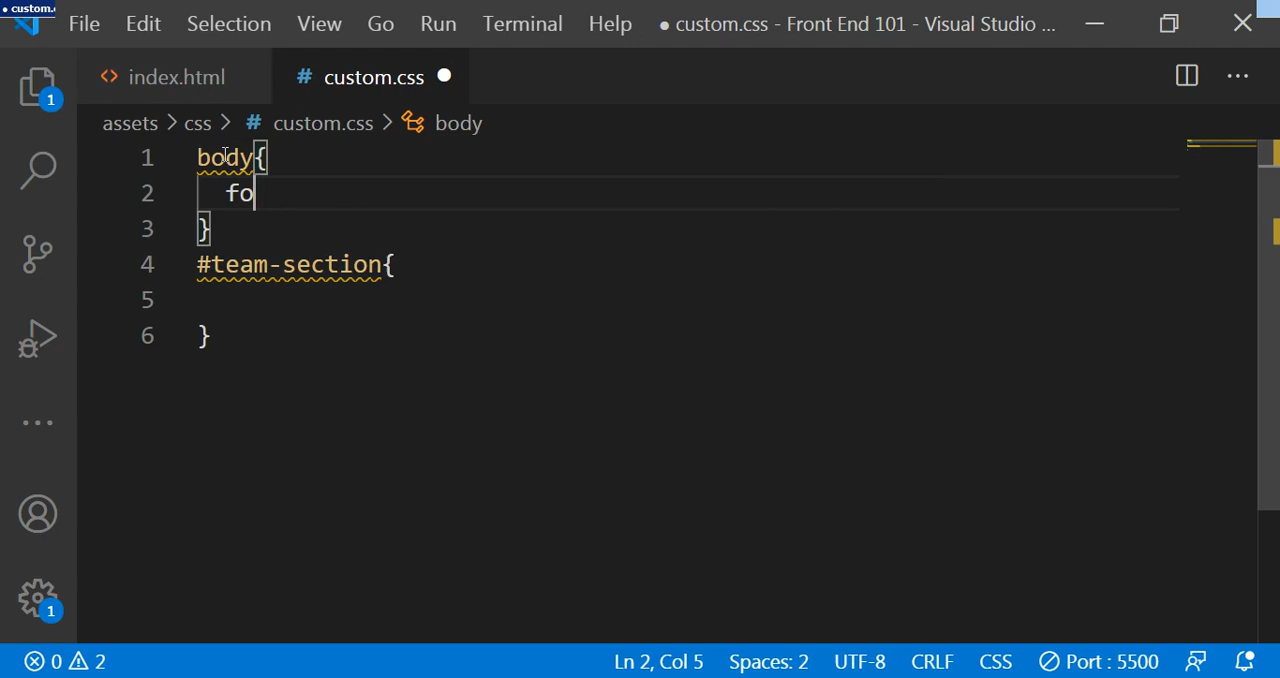 ● custom.
File Edit Selection View Go Run Terminal Help ● custom.css - Front End 101 - Visual Studio ...
1
index.html # custom.css ●
assets > css > # custom.css > body
1 body{
2 fo
3 }
4 #team-section{
5
6 }
1
0 2 Ln 2, Col 5 Spaces: 2 UTF-8 CRLF CSS Port : 5500